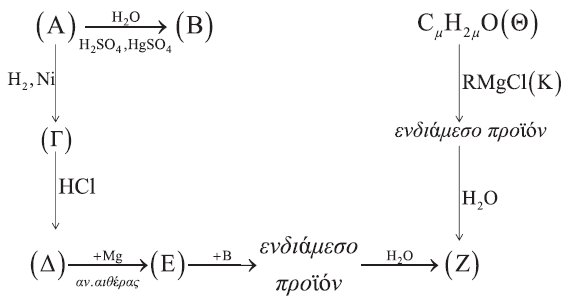 (Α) H₂O H₂SO₄,HgSO₄ (Β) CμH₂μO(Θ)
H₂,Ni RMgCl(Κ)
(Γ) ενδιάμεσο προϊόν
HCl H₂O
(Δ) +Mg αν.αιθέρας (Ε) +Β ενδιάμεσο προϊόν H₂O (Ζ)